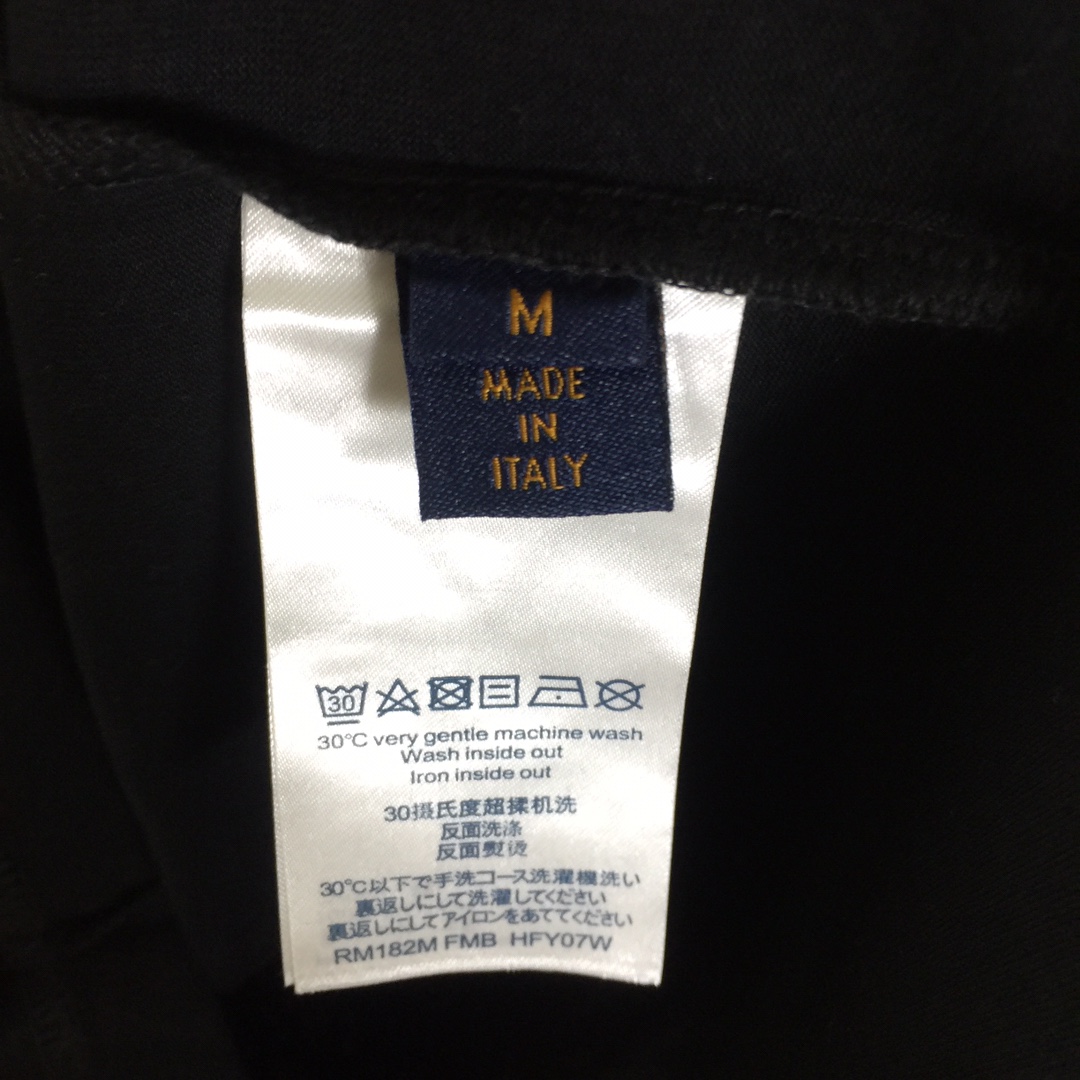 M
MADE
IN
ITALY
30
30°C very gentle machine wash
Wash inside out
Iron inside out
30摄氏度超揉机洗
反面洗涤
反面熨烫
30°C以下で手洗コース洗濯機洗い
裏返しにして洗濯してください
裏返しにしてアイロンをあててください
RM182M FMB HFY07W